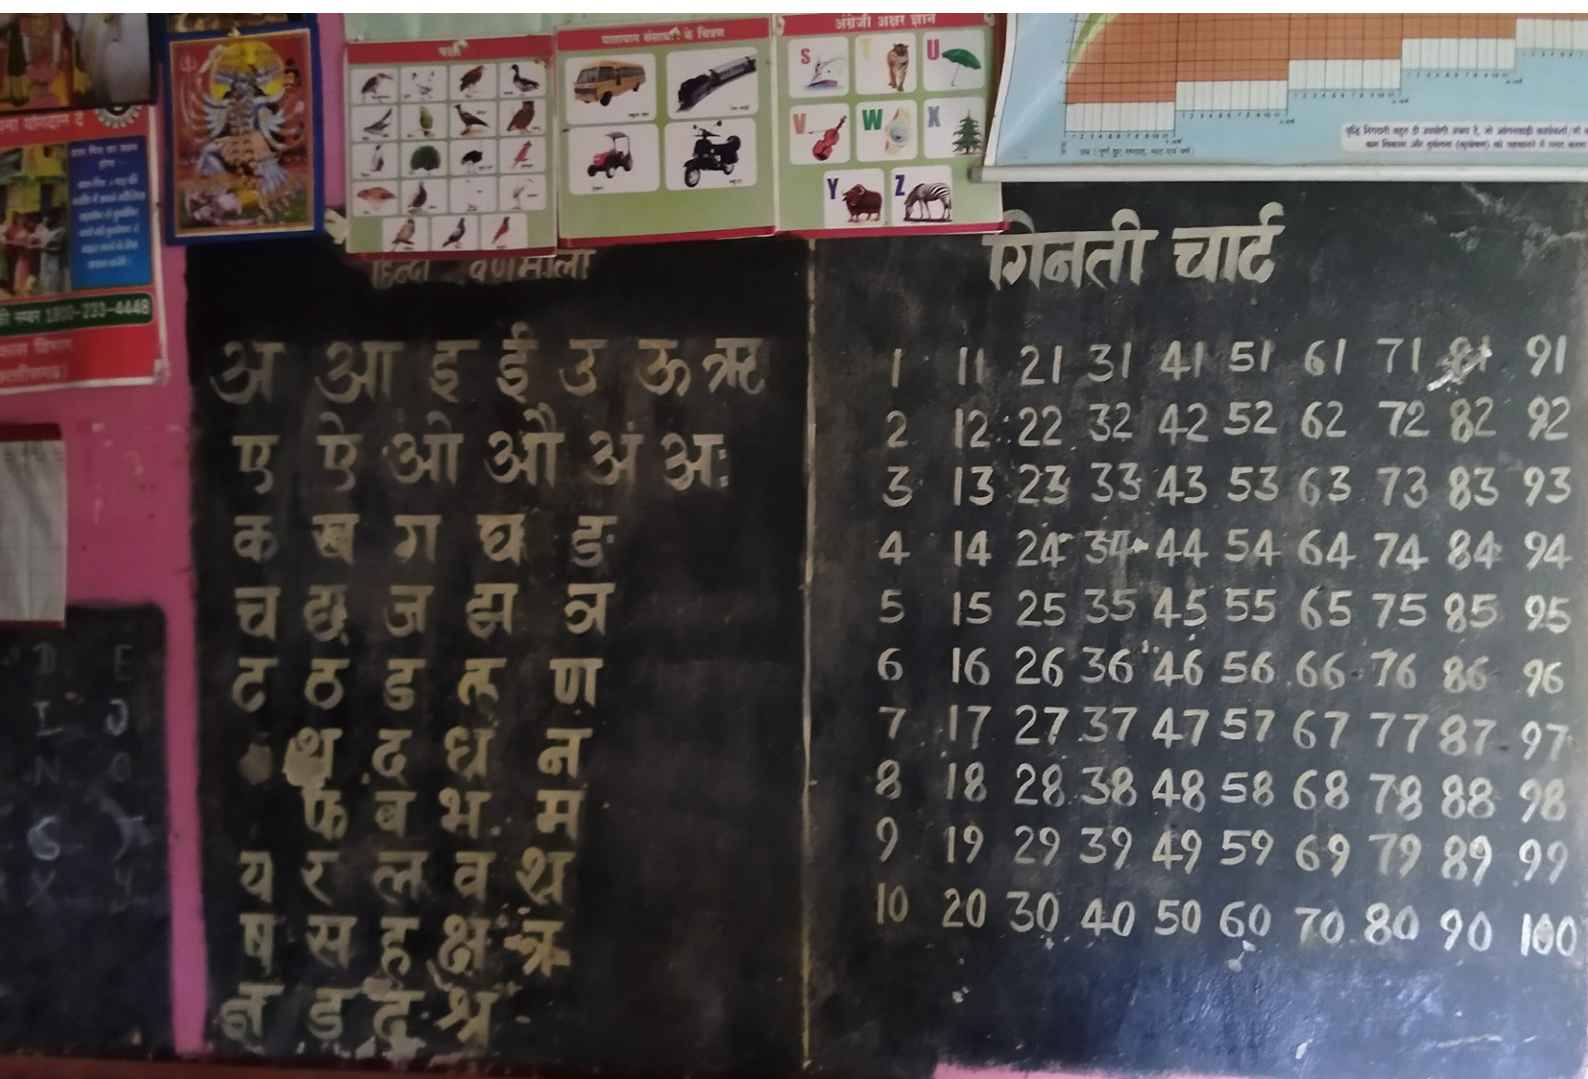 पक्षी
यातायात संसाधनों के चित्रण
अंग्रेजी अक्षर ज्ञान
S T U
V W X
Y Z
1800-233-4448
हिन्दी वर्णमाला
अ आ इ ई उ ऊ ऋ
ए ऐ ओ औ अं अः
क ख ग घ ङ
च छ ज झ ञ
ट ठ ड ढ ण
थ द ध न
फ ब भ म
य र ल व श
ष स ह क्ष त्र
ज्ञ ड़ ढ़ श्र
गिनती चार्ट
1 11 21 31 41 51 61 71 81 91
2 12 22 32 42 52 62 72 82 92
3 13 23 33 43 53 63 73 83 93
4 14 24 34 44 54 64 74 84 94
5 15 25 35 45 55 65 75 85 95
6 16 26 36 46 56 66 76 86 96
7 17 27 37 47 57 67 77 87 97
8 18 28 38 48 58 68 78 88 98
9 19 29 39 49 59 69 79 89 99
10 20 30 40 50 60 70 80 90 100
D E
I J
N O
X Y